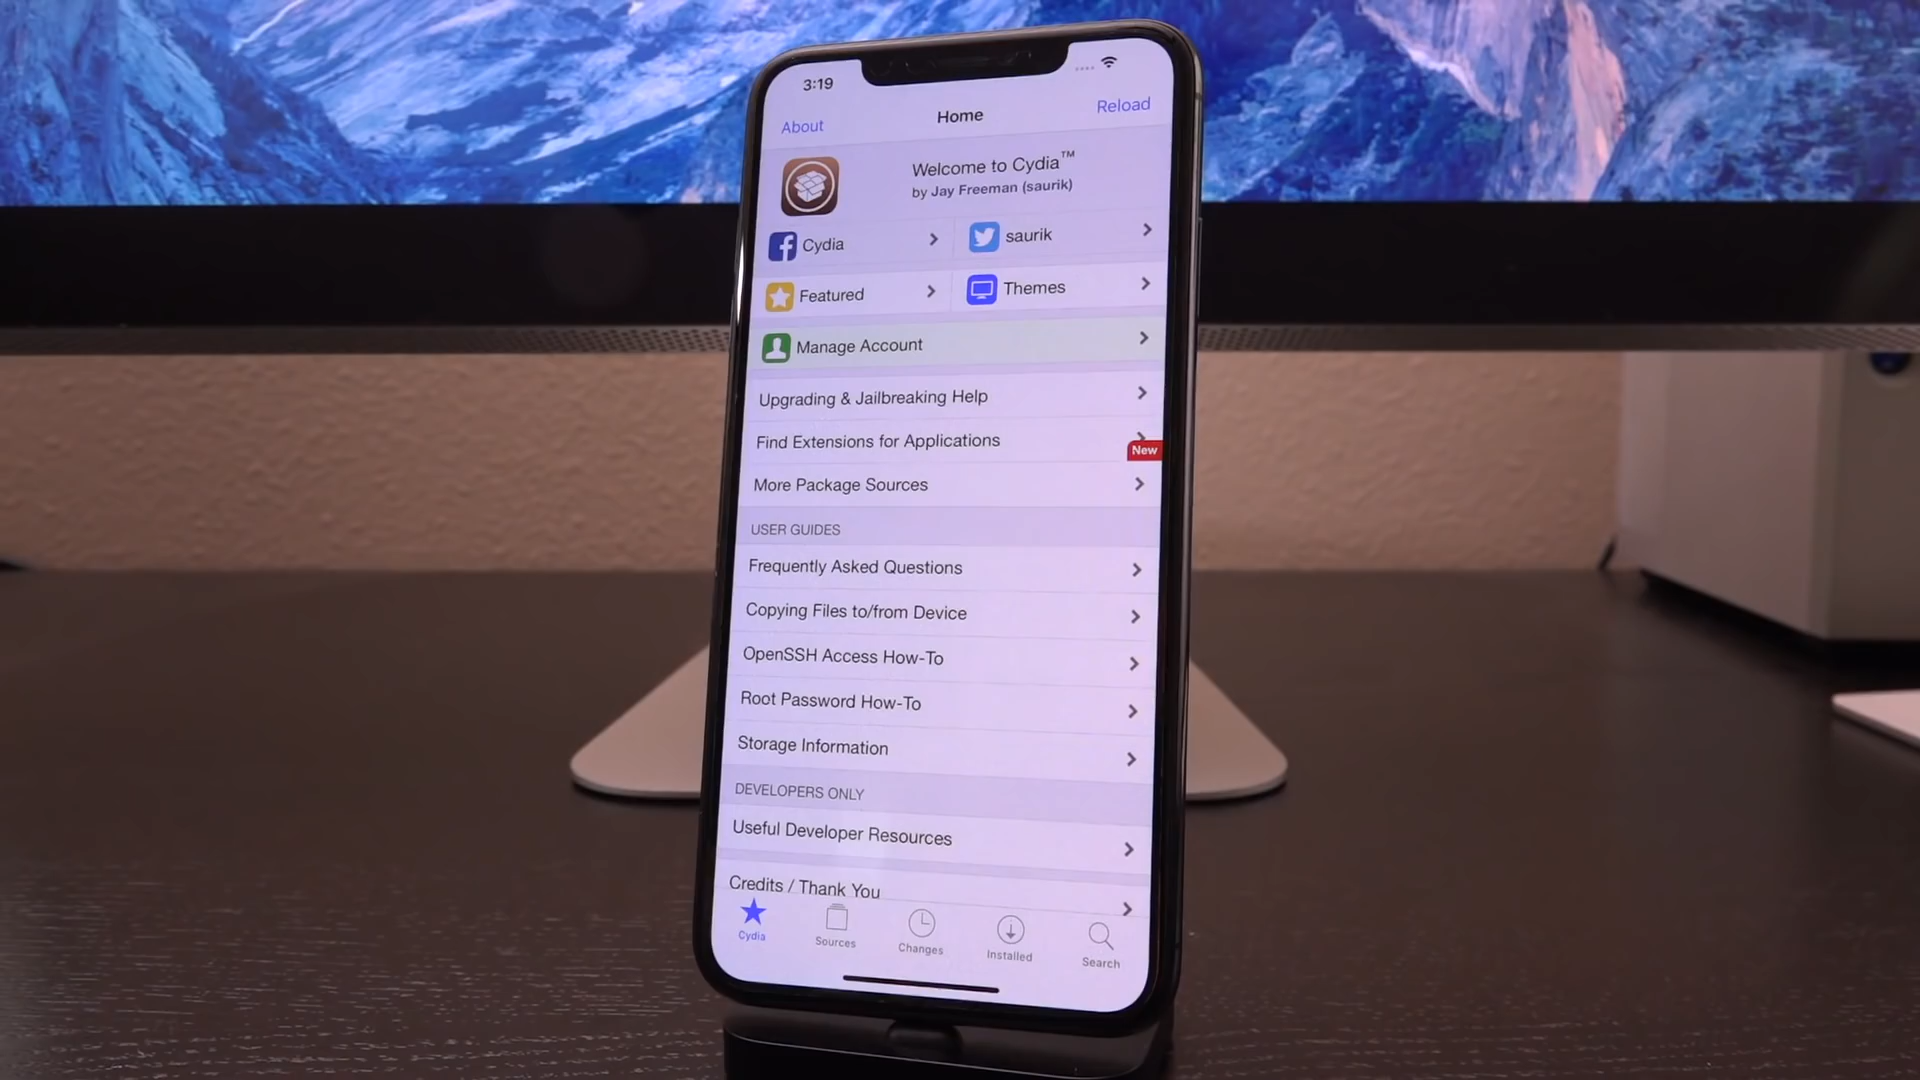 3:19
About
Home
Reload
Welcome to Cydia™
by Jay Freeman (saurik)
Cydia
saurik
Featured
Themes
Manage Account
Upgrading & Jailbreaking Help
Find Extensions for Applications
New
More Package Sources
USER GUIDES
Frequently Asked Questions
Copying Files to/from Device
OpenSSH Access How-To
Root Password How-To
Storage Information
DEVELOPERS ONLY
Useful Developer Resources
Credits / Thank You
Cydia
Sources
Changes
Installed
Search